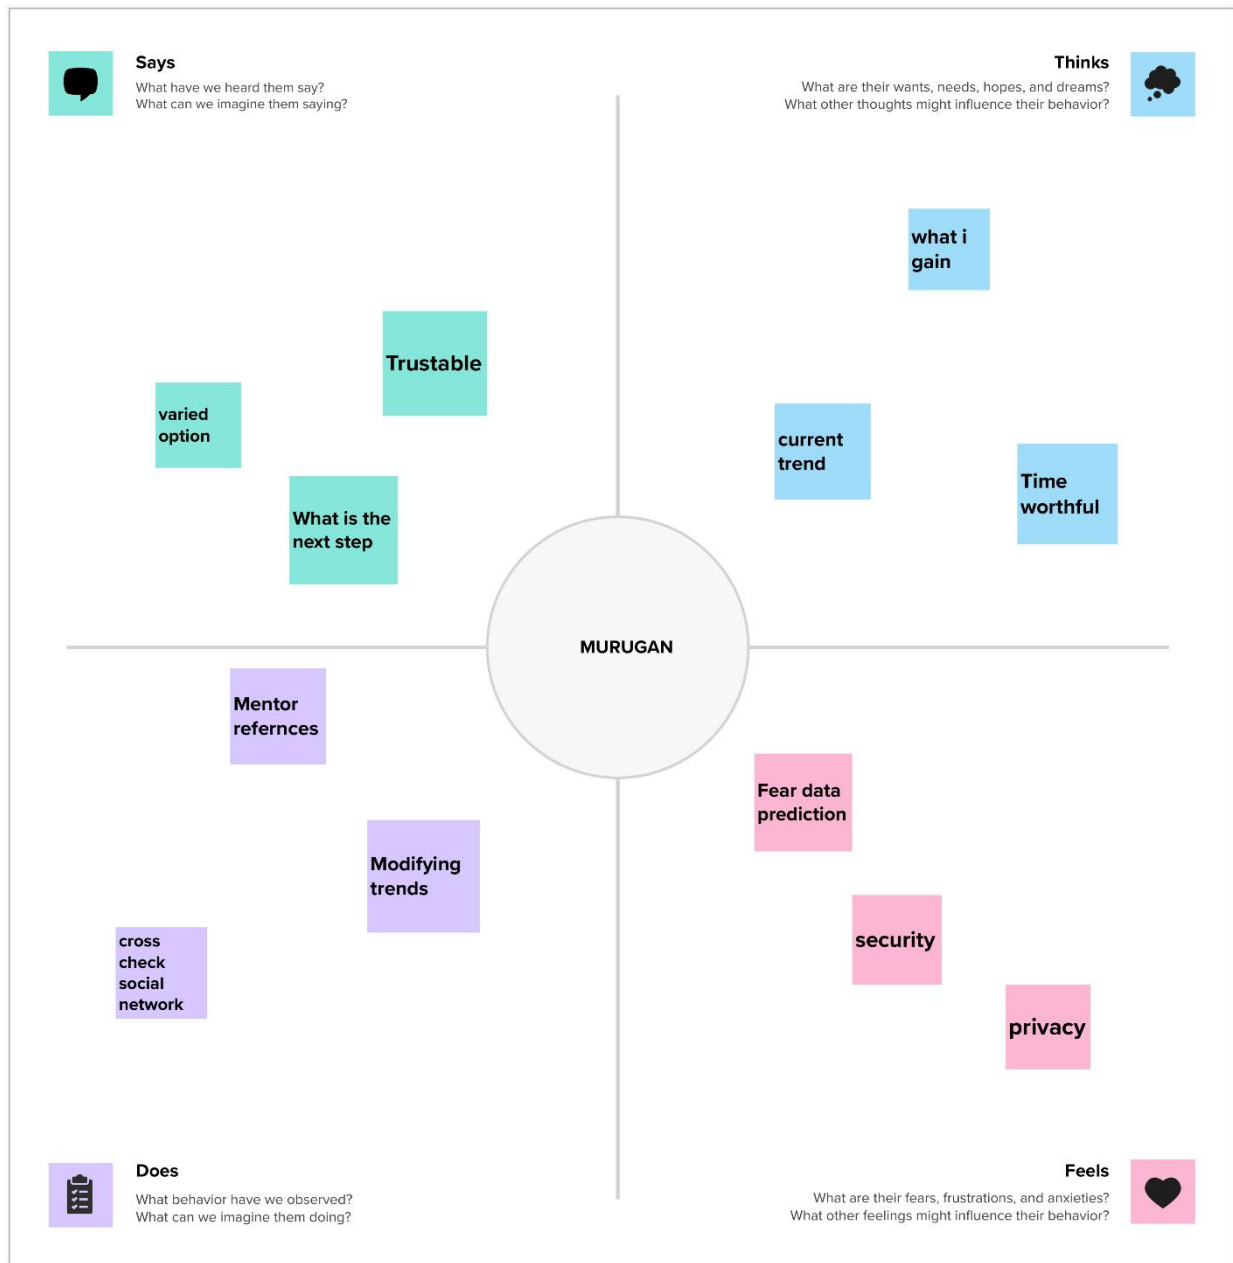 Says
What have we heard them say?
What can we imagine them saying?
Thinks
What are their wants, needs, hopes, and dreams?
What other thoughts might influence their behavior?
what i
gain
Trustable
varied
option
What is the
next step
current
trend
Time
worthful
MURUGAN
Mentor
refernces
Modifying
trends
cross
check
social
network
Fear data
prediction
security
privacy
Does
What behavior have we observed?
What can we imagine them doing?
Feels
What are their fears, frustrations, and anxieties?
What other feelings might influence their behavior?